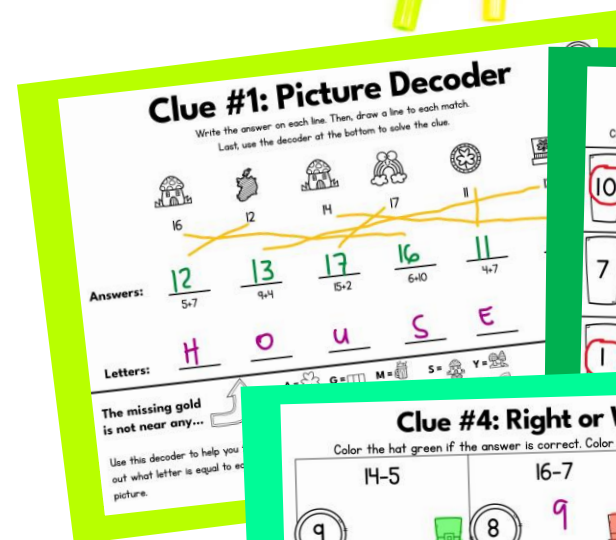 Clue #1: Picture Decoder
Write the answer on each line. Then, draw a line to each match.
Last, use the decoder at the bottom to solve the clue.
16 12 14 17 11
Answers: 12 13 17 16 11
5+7 9+4 15+2 6+10 4+7
Letters: H O U S E
G= M= S= Y=
The missing gold
is not near any...
Use this decoder to help you
out what letter is equal to
picture.
10
7
1
Clue #4: Right or
Color the hat green if the answer is correct. Color
14-5 16-7
9
9 8